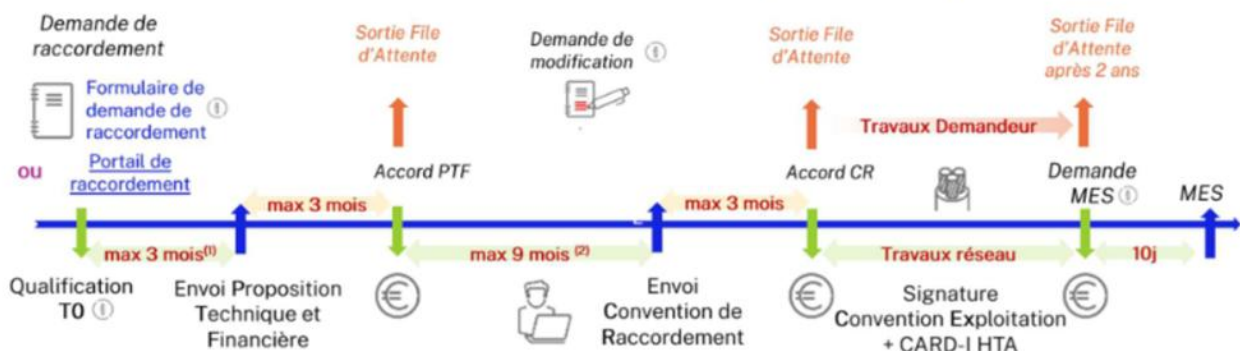 Demande de
raccordement
Formulaire de
demande de
raccordement
ou
Portail de
raccordement
Sortie File
d'Attente
Demande de
modification
Sortie File
d'Attente
Sortie File
d'Attente
après 2 ans
Travaux Demandeur
Accord PTF
Accord CR
Demande
MES
MES
max 3 mois
max 3 mois
max 3 mois(1)
max 9 mois (2)
Travaux réseau
10j
Qualification
T0
Envoi Proposition
Technique et
Financière
€
Envoi
Convention de
Raccordement
€
Signature
Convention Exploitation
+ CARD-I HTA
€